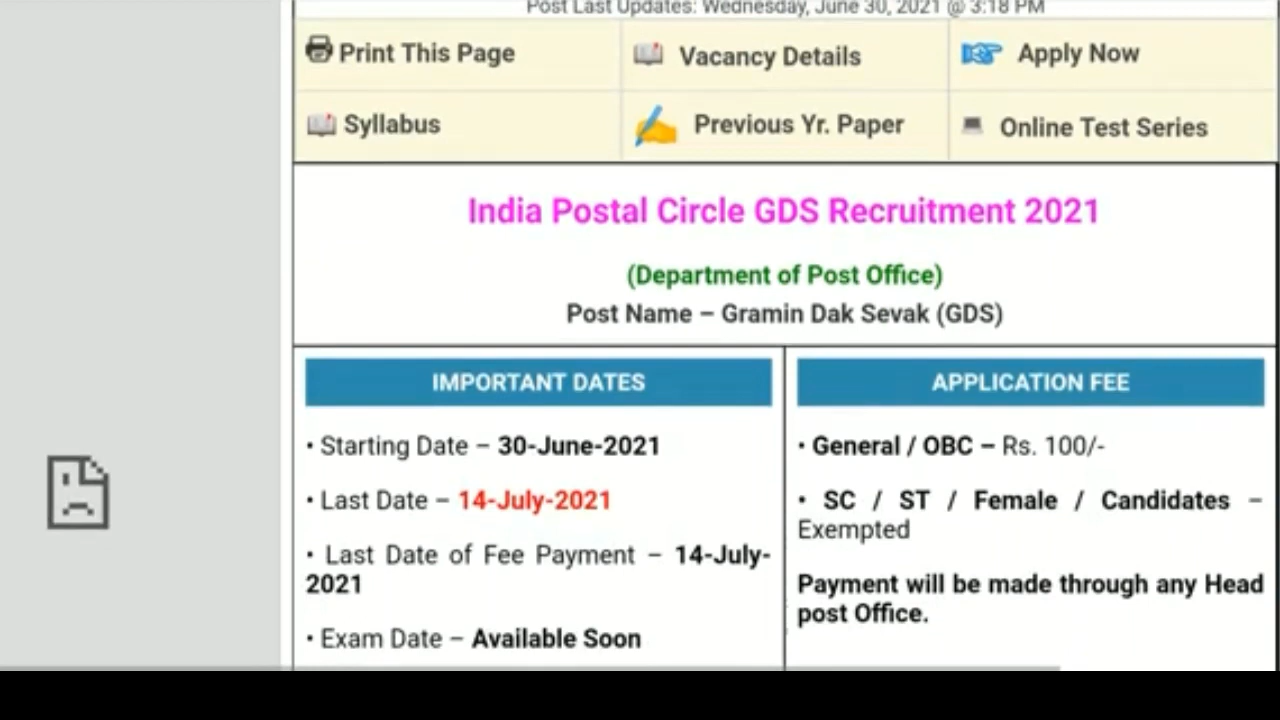 Post Last Updates: Wednesday, June 30, 2021 @ 3:18 PM
Print This Page
Vacancy Details
Apply Now
Syllabus
Previous Yr. Paper
Online Test Series
India Postal Circle GDS Recruitment 2021
(Department of Post Office)
Post Name – Gramin Dak Sevak (GDS)
IMPORTANT DATES
• Starting Date – 30-June-2021
• Last Date – 14-July-2021
• Last Date of Fee Payment – 14-July-
2021
• Exam Date – Available Soon
APPLICATION FEE
• General / OBC – Rs. 100/-
• SC / ST / Female / Candidates –
Exempted
Payment will be made through any Head
post Office.